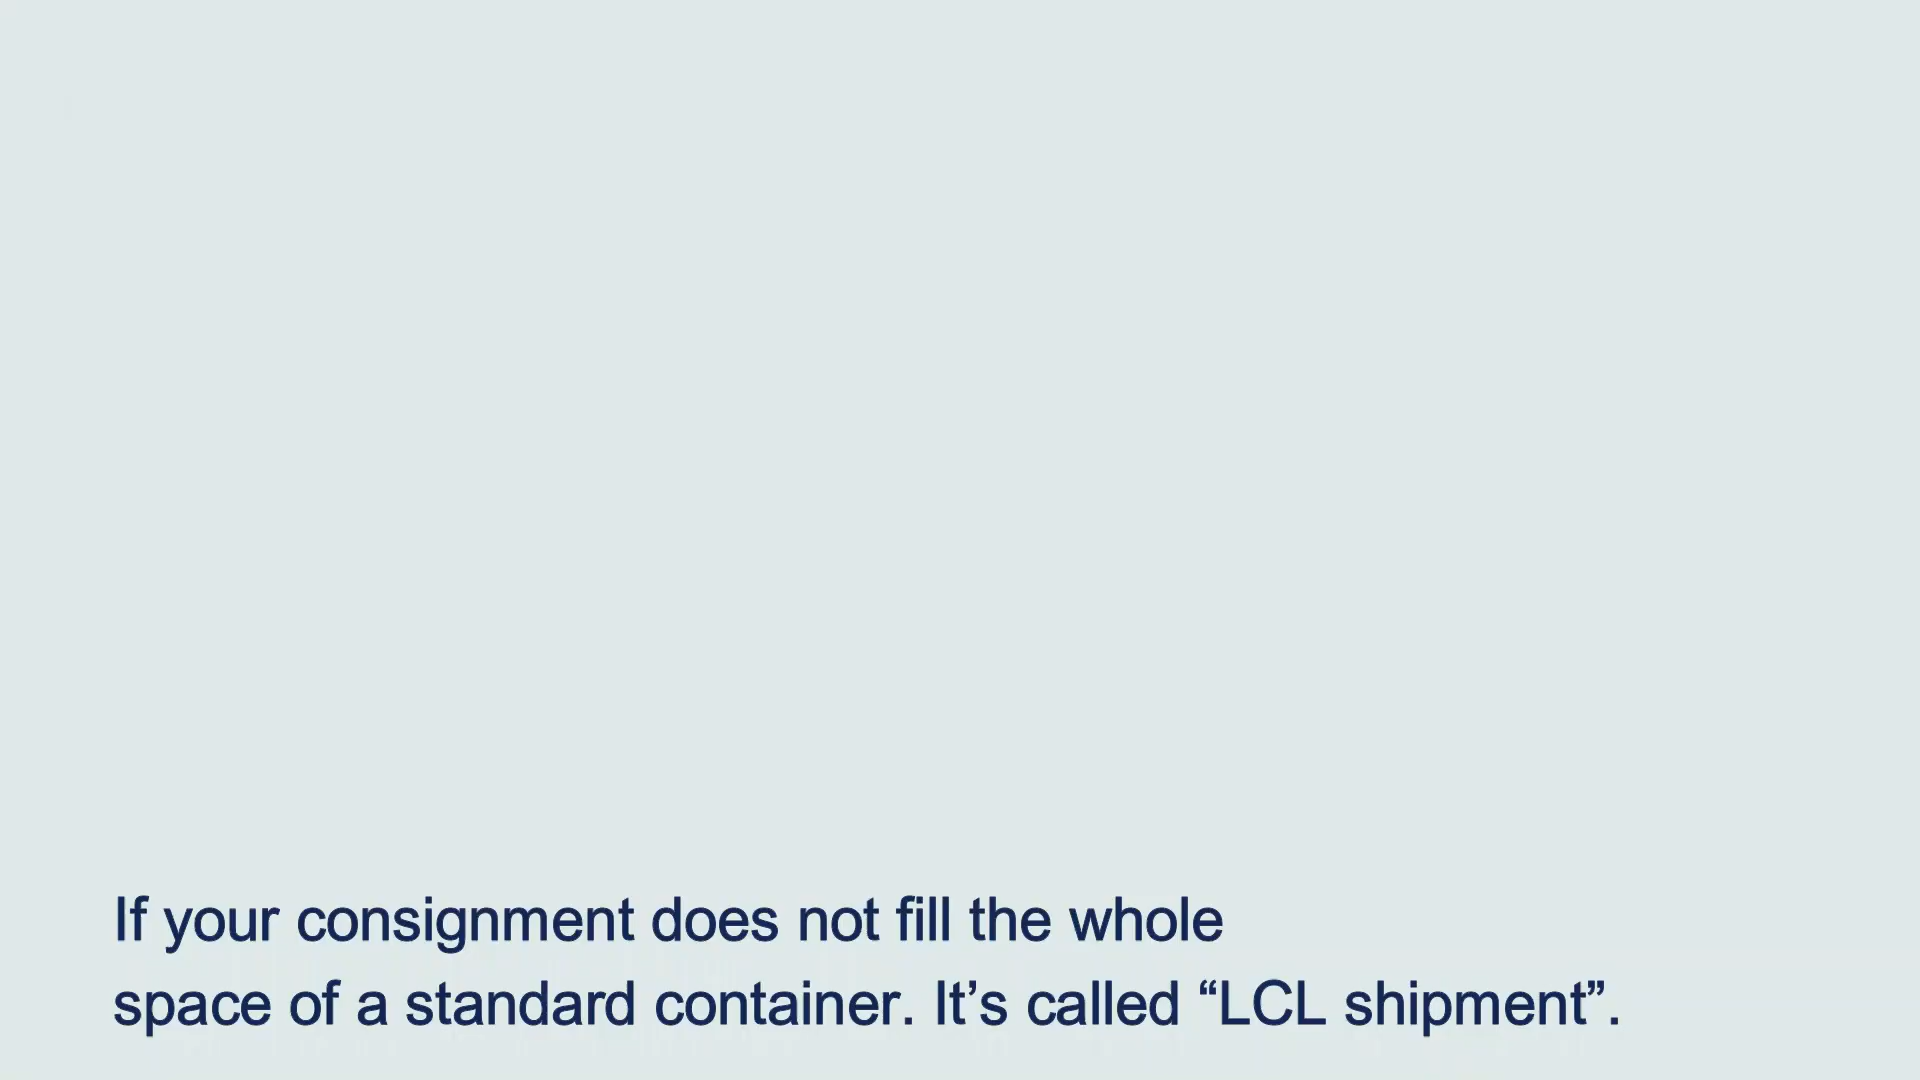 If your consignment does not fill the whole
space of a standard container. It’s called “LCL shipment”.